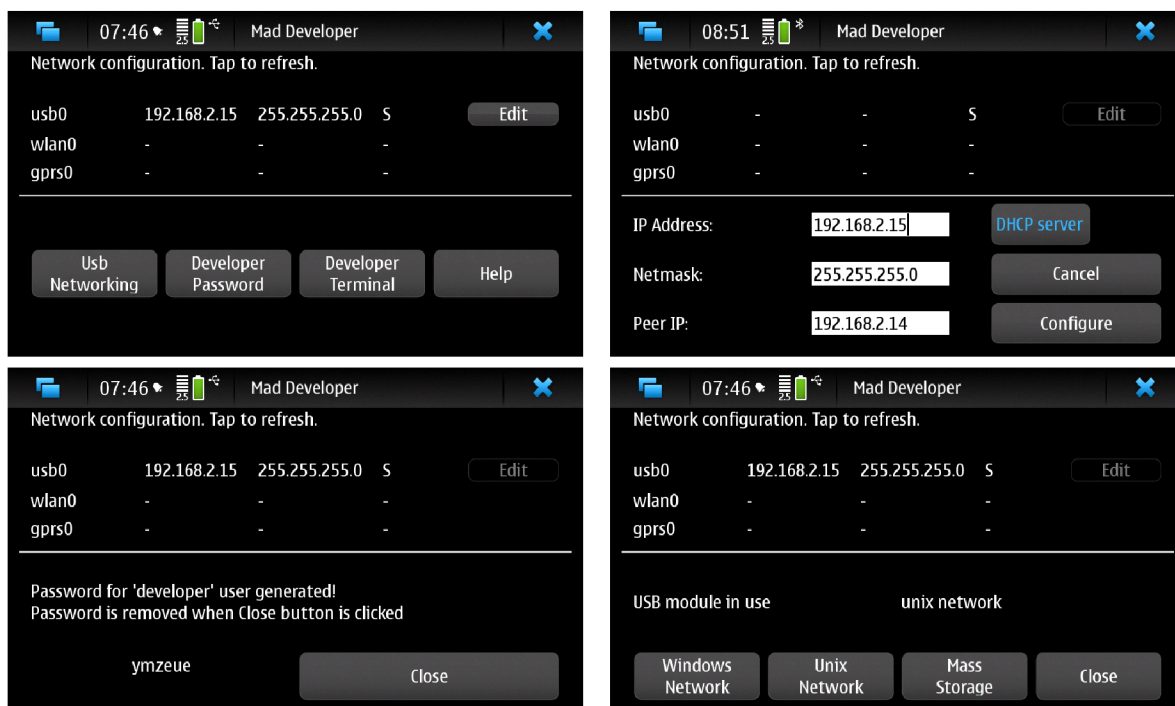 07:46 2.5 Mad Developer
Network configuration. Tap to refresh.
usb0 192.168.2.15 255.255.255.0 S Edit
wlan0 - - -
gprs0 - - -
Usb Networking
Developer Password
Developer Terminal
Help
08:51 2.5 Mad Developer
Network configuration. Tap to refresh.
usb0 - - S Edit
wlan0 - - -
gprs0 - - -
IP Address: 192.168.2.15 DHCP server
Netmask: 255.255.255.0 Cancel
Peer IP: 192.168.2.14 Configure
07:46 2.5 Mad Developer
Network configuration. Tap to refresh.
usb0 192.168.2.15 255.255.255.0 S Edit
wlan0 - - -
gprs0 - - -
Password for 'developer' user generated!
Password is removed when Close button is clicked
ymzeue Close
07:46 2.5 Mad Developer
Network configuration. Tap to refresh.
usb0 192.168.2.15 255.255.255.0 S Edit
wlan0 - - -
gprs0 - - -
USB module in use unix network
Windows Network
Unix Network
Mass Storage
Close